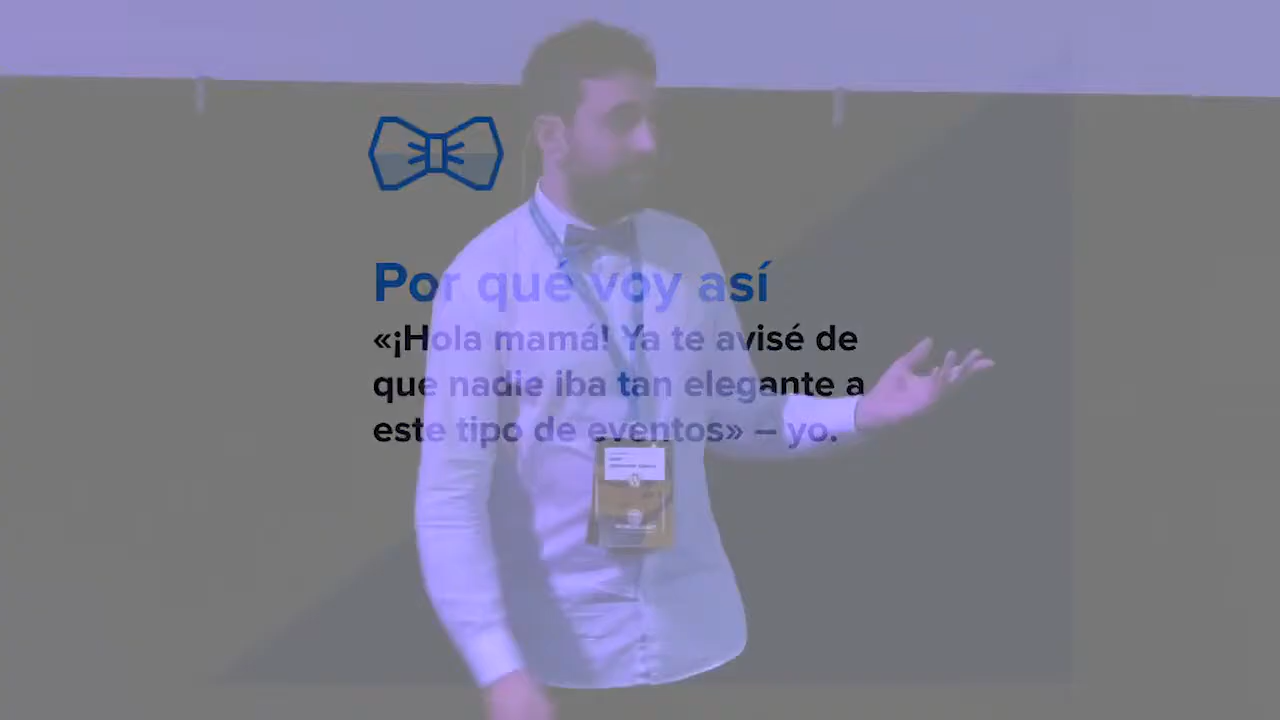 Por qué voy así
«¡Hola mamá! Ya te avisé de
que nadie iba tan elegante a
este tipo de eventos» – yo.